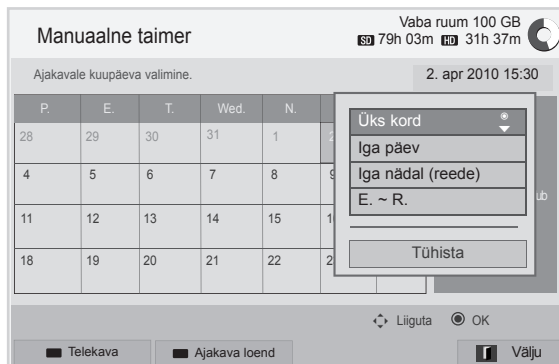 Manuaalne taimer
Vaba ruum 100 GB
SD 79h 03m HD 31h 37m
Ajakavale kuupäeva valimine.
2. apr 2010 15:30
P. E. T. Wed. N.
28 29 30 31 1
4 5 6 7 8
11 12 13 14 15
18 19 20 21 22
Üks kord
Iga päev
Iga nädal (reede)
E. ~ R.
Tühista
Liiguta OK
Telekava Ajakava loend Välju